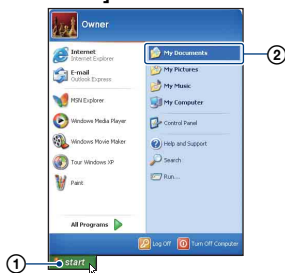 Owner
Internet
Internet Explorer
E-mail
Outlook Express
MSN Explorer
Windows Media Player
Windows Movie Maker
Tour Windows XP
Paint
All Programs
My Documents
My Pictures
My Music
My Computer
Control Panel
Help and Support
Search
Run...
Log Off
Turn Off Computer
start
1
2